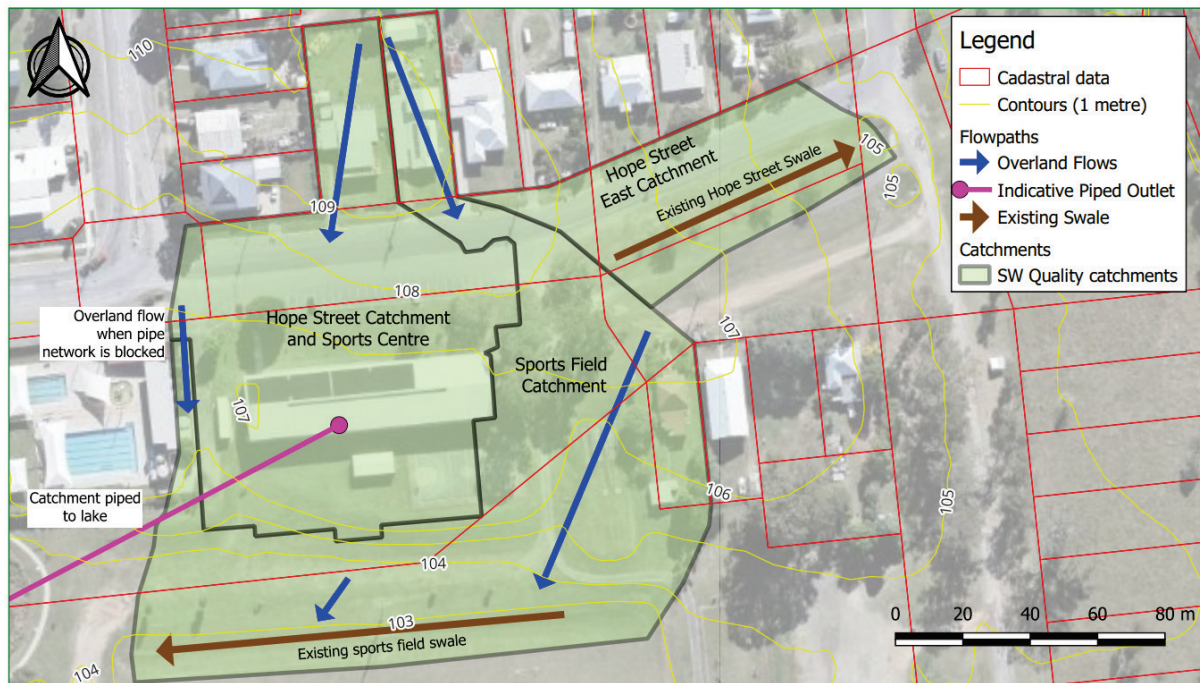 110
109
108
107
104
103
104
107
106
105
105
105
Hope Street
East Catchment
Existing Hope Street Swale
Overland flow
when pipe
network is blocked
Hope Street Catchment
and Sports Centre
Sports Field
Catchment
Catchment piped
to lake
Existing sports field swale
Legend
Cadastral data
Contours (1 metre)
Flowpaths
Overland Flows
Indicative Piped Outlet
Existing Swale
Catchments
SW Quality catchments
0 20 40 60 80 m